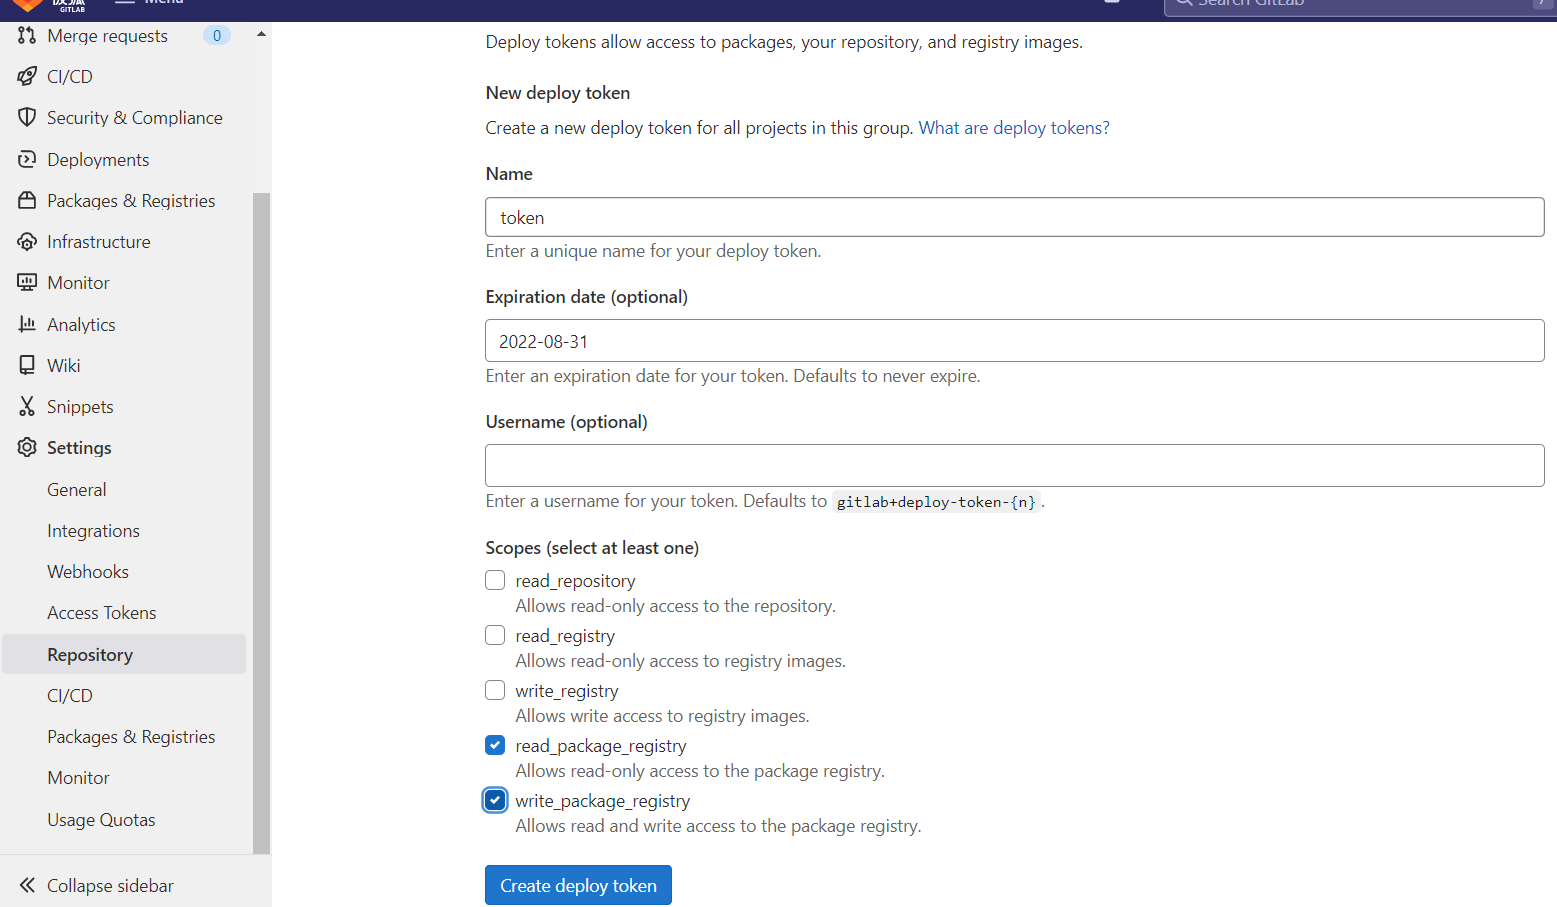 GITLAB
Menu
Search GitLab
/
Merge requests 0
CI/CD
Security & Compliance
Deployments
Packages & Registries
Infrastructure
Monitor
Analytics
Wiki
Snippets
Settings
General
Integrations
Webhooks
Access Tokens
Repository
CI/CD
Packages & Registries
Monitor
Usage Quotas
Collapse sidebar
Deploy tokens allow access to packages, your repository, and registry images.
New deploy token
Create a new deploy token for all projects in this group. What are deploy tokens?
Name
token
Enter a unique name for your deploy token.
Expiration date (optional)
2022-08-31
Enter an expiration date for your token. Defaults to never expire.
Username (optional)
Enter a username for your token. Defaults to gitlab+deploy-token-{n}.
Scopes (select at least one)
read_repository
Allows read-only access to the repository.
read_registry
Allows read-only access to registry images.
write_registry
Allows write access to registry images.
read_package_registry
Allows read-only access to the package registry.
write_package_registry
Allows read and write access to the package registry.
Create deploy token